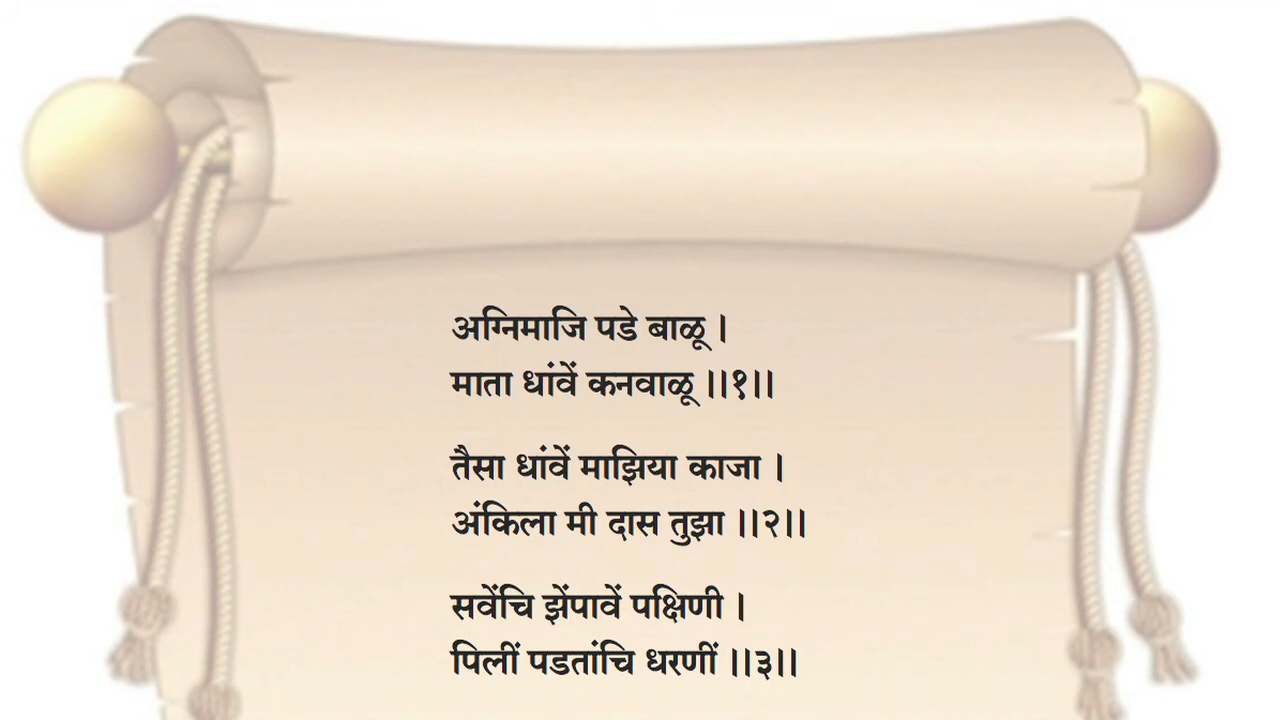 अग्निमाजि पडे बाळू ।
माता धांवें कनवाळू ।।१।।
तैसा धांवें माझिया काजा ।
अंकिला मी दास तुझा ।।२।।
सवेंचि झेंपावें पक्षिणी ।
पिलीं पडतांचि धरणीं ।।३।।